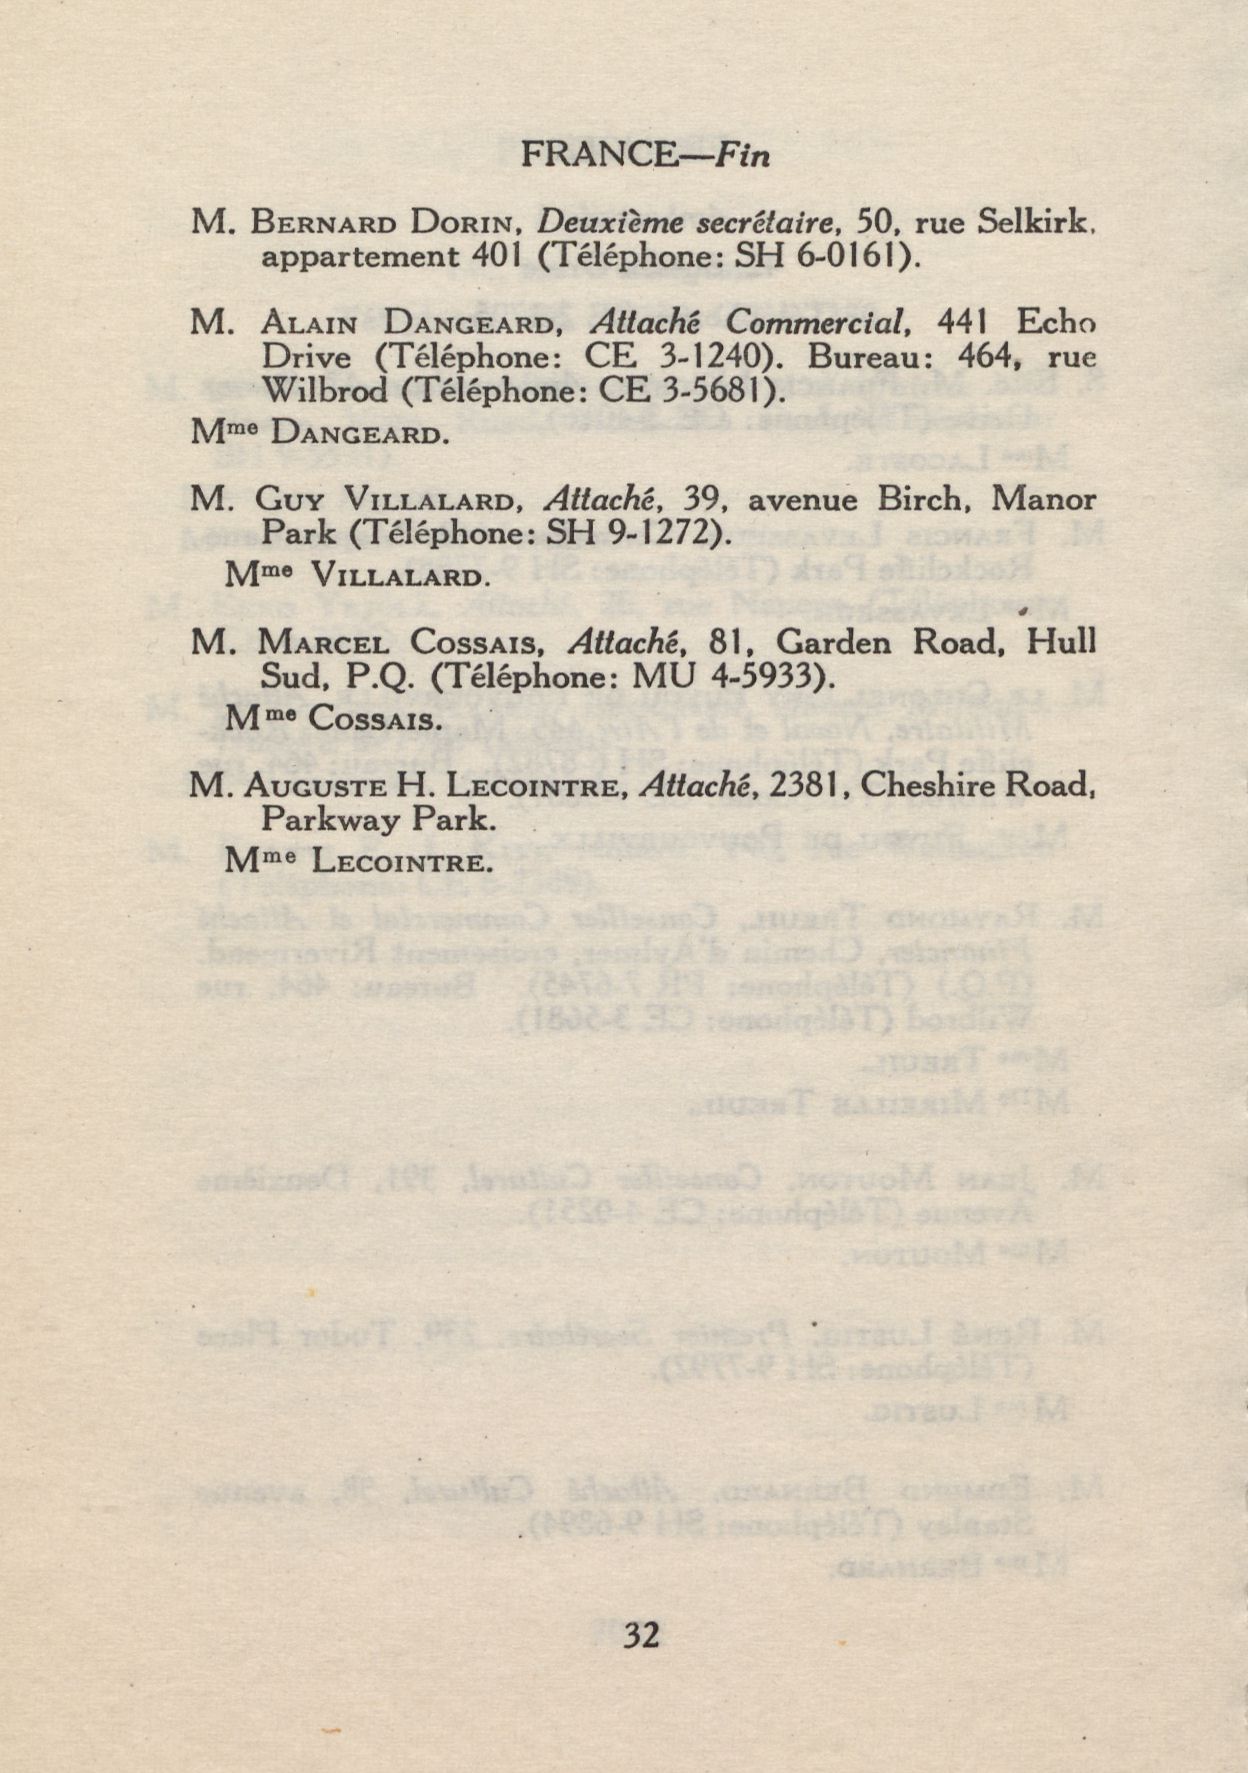 FRANCE—Fin
M. BERNARD DORIN, Deuxième secrétaire, 50, rue Selkirk,
appartement 401 (Téléphone: SH 6-0161).
M. ALAIN DANGEARD, Attaché Commercial, 441 Echo
Drive (Téléphone: CE 3-1240). Bureau: 464, rue
Wilbrod (Téléphone: CE 3-5681).
Mme DANGEARD.
M. GUY VILLALARD, Attaché, 39, avenue Birch, Manor
Park (Téléphone: SH 9-1272).
Mme VILLALARD.
M. MARCEL COSSAIS, Attaché, 81, Garden Road, Hull
Sud, P.Q. (Téléphone: MU 4-5933).
Mme COSSAIS.
M. AUGUSTE H. LECOINTRE, Attaché, 2381, Cheshire Road,
Parkway Park.
Mme LECOINTRE.
32